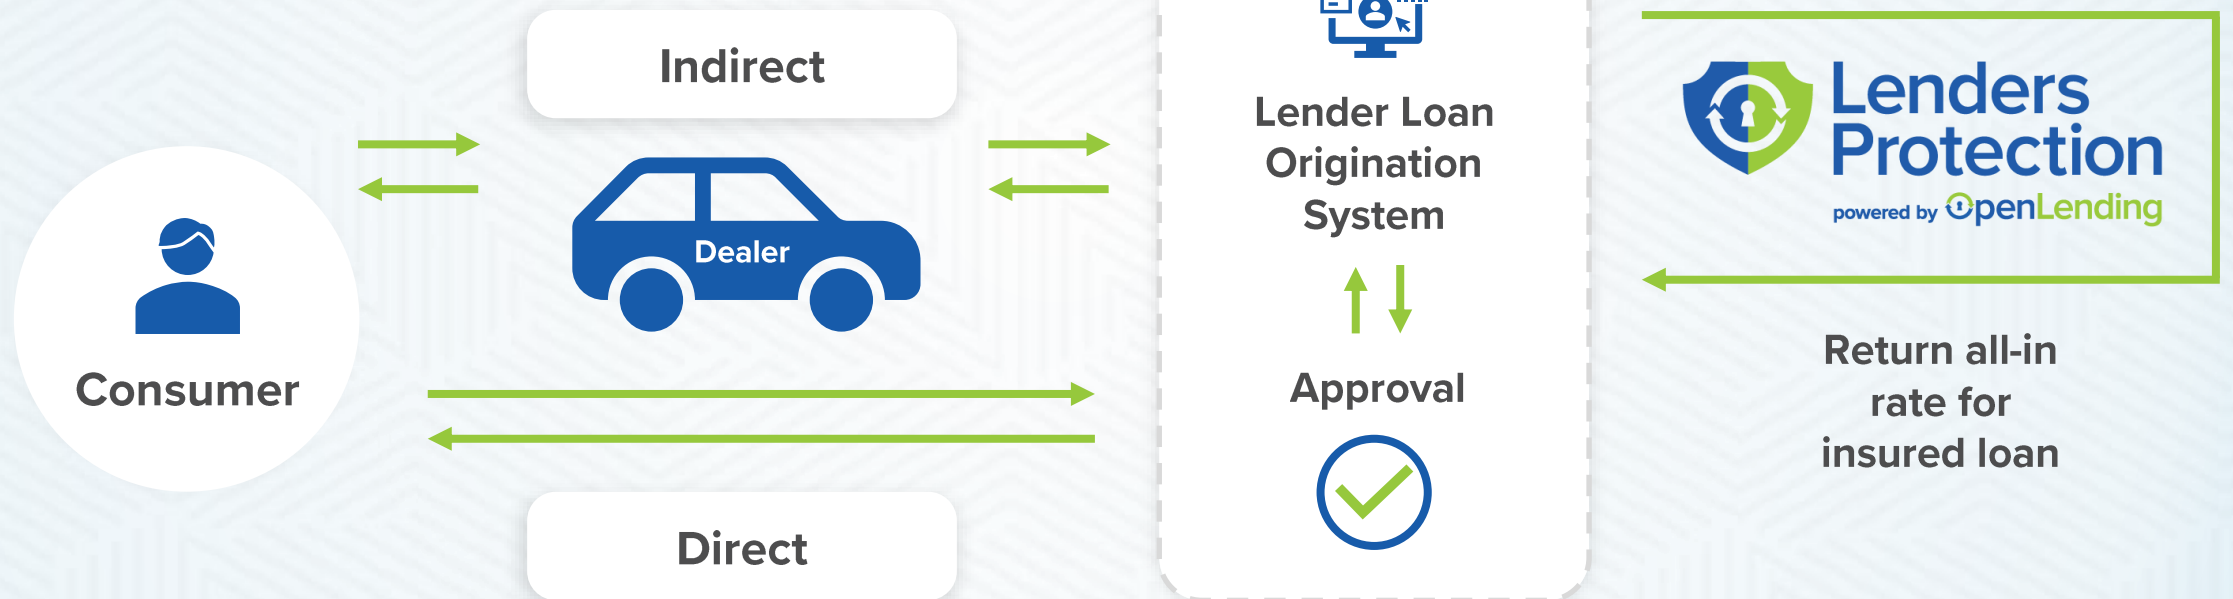 Indirect
Dealer
Consumer
Direct
Lender Loan
Origination
System
Approval
Lenders
Protection
powered by OpenLending
Return all-in
rate for
insured loan